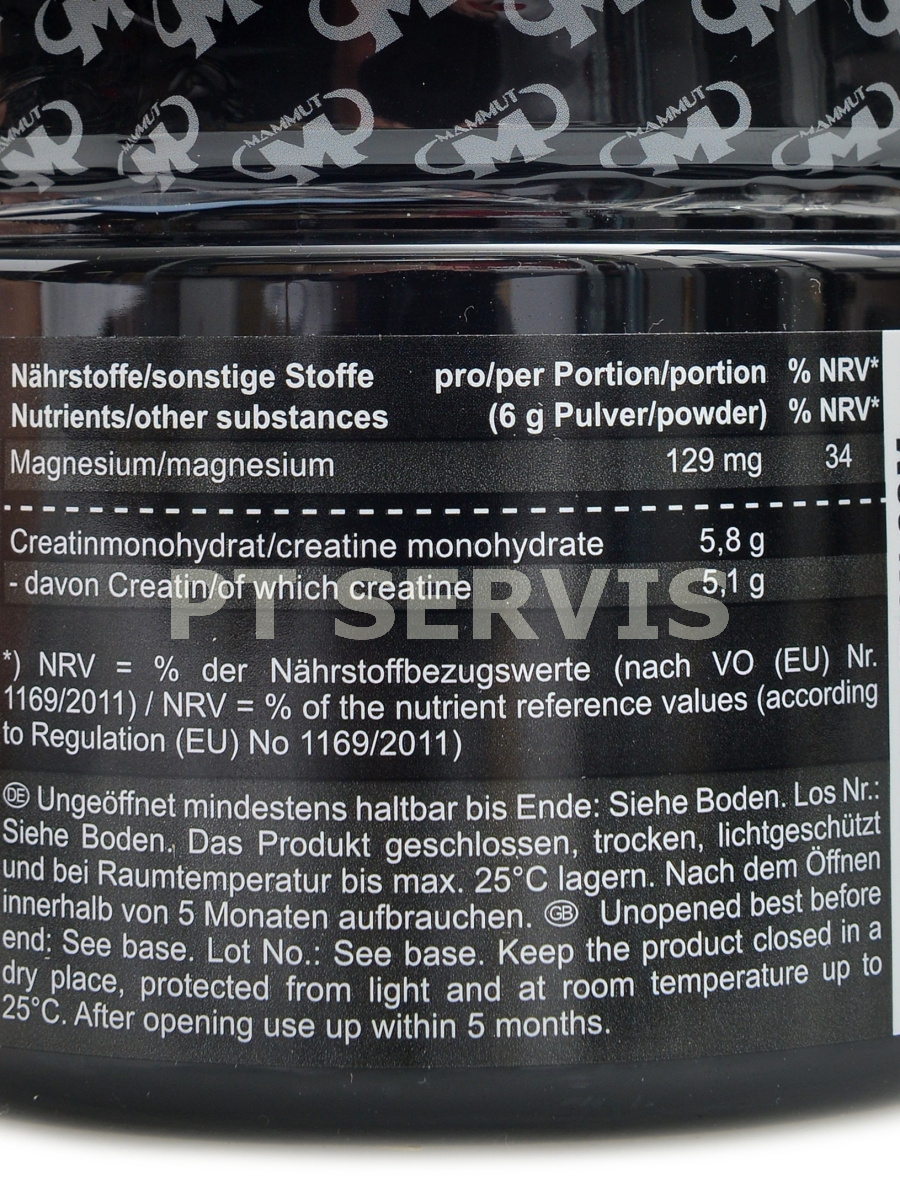 MAMMUT
MAMMUT
MAMMUT
MAMMUT
MAMMUT
MAMMUT
Nährstoffe/sonstige Stoffe pro/per Portion/portion % NRV*
Nutrients/other substances (6 g Pulver/powder) % NRV*
Magnesium/magnesium 129 mg 34
Creatinmonohydrat/creatine monohydrate 5,8 g
- davon Creatin/of which creatine 5,1 g
PT SERVIS
*) NRV = % der Nährstoffbezugswerte (nach VO (EU) Nr.
1169/2011) / NRV = % of the nutrient reference values (according
to Regulation (EU) No 1169/2011)
DE Ungeöffnet mindestens haltbar bis Ende: Siehe Boden. Los Nr.:
Siehe Boden. Das Produkt geschlossen, trocken, lichtgeschützt
und bei Raumtemperatur bis max. 25°C lagern. Nach dem Öffnen
innerhalb von 5 Monaten aufbrauchen. GB Unopened best before
end: See base. Lot No.: See base. Keep the product closed in a
dry place, protected from light and at room temperature up to
25°C. After opening use up within 5 months.